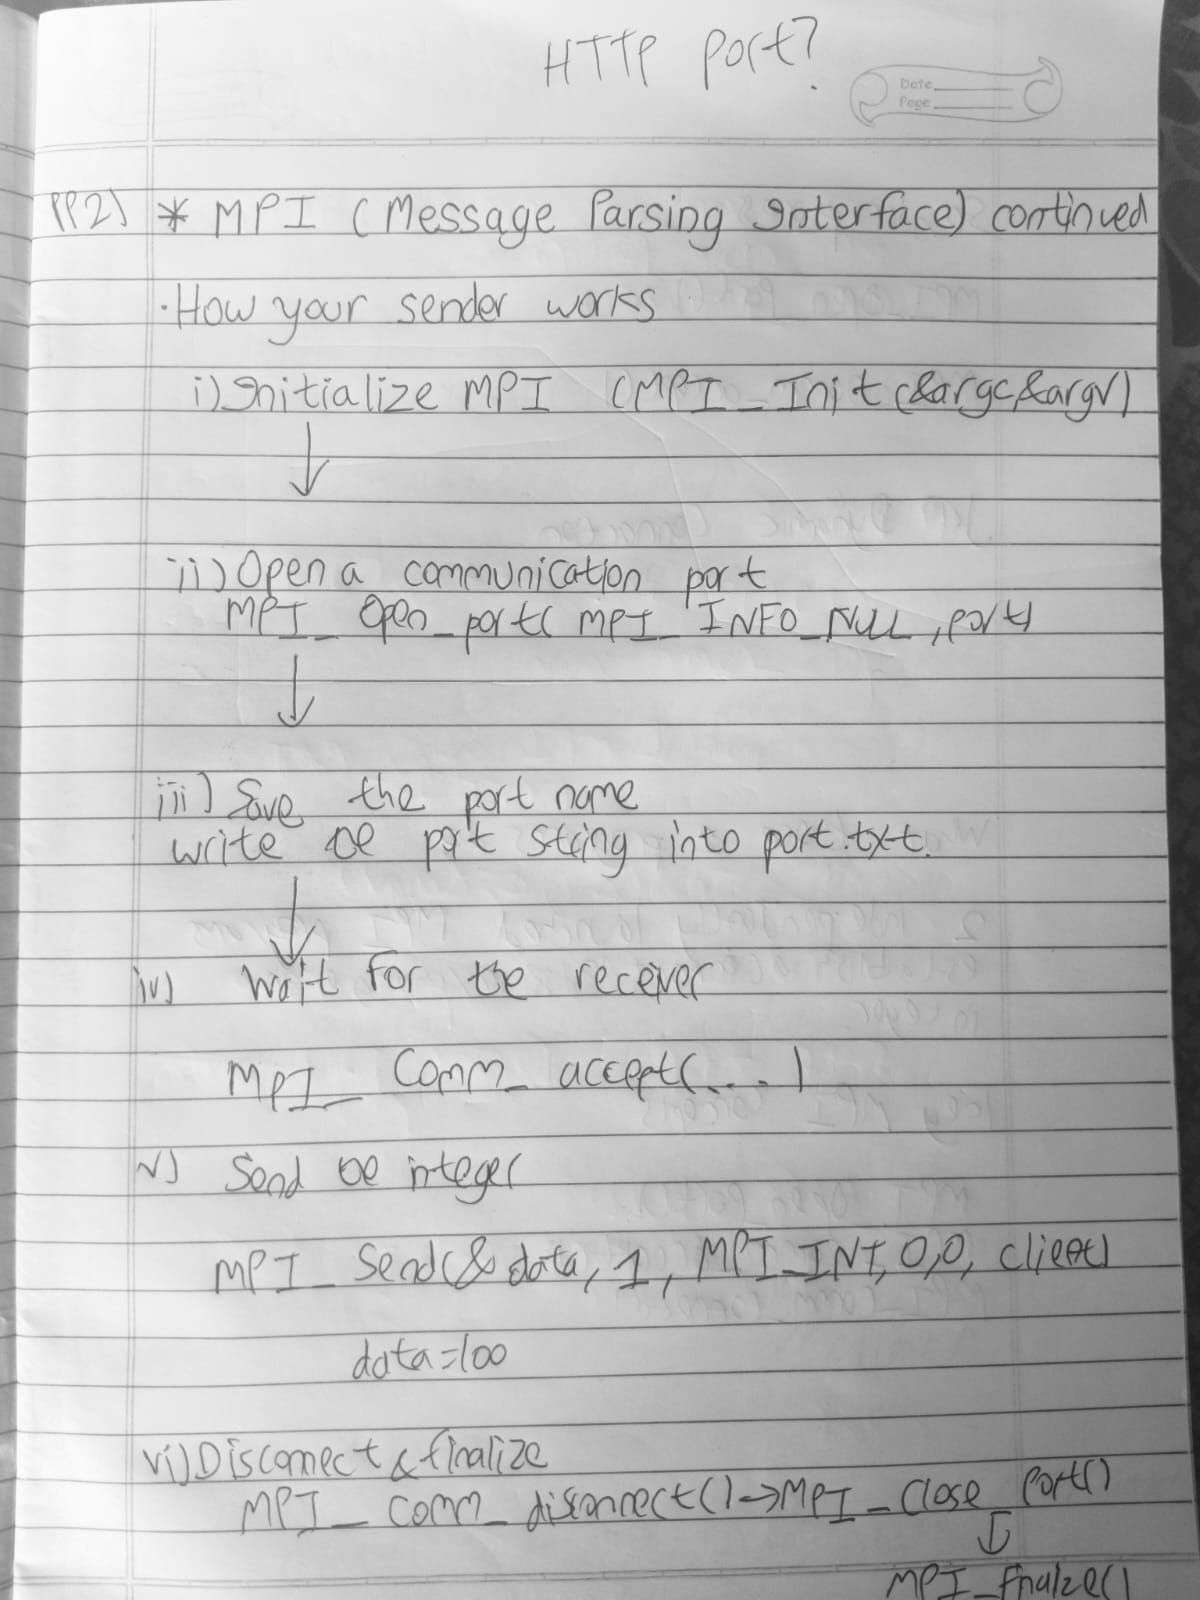 HTTP port?
Date
Page
PP2) * MPI (Message Parsing Interface) continued
· How your sender works
i) Initialize MPI (MPI_Init(&argc,&argv)
↓
ii) Open a communication port
MPI_Open_port(MPI_INFO_NULL, port)
↓
iii) Save the port name
write the port string into port.txt.
↓
iv) Wait for the receiver
MPI_Comm_accept(....)
v) Send the integer
MPI_Send(&data, 1, MPI_INT, 0,0, client)
data=100
vi) Disconnect & finalize
MPI_Comm_disconnect()→MPI_Close_port()
↓
MPI_finalize()